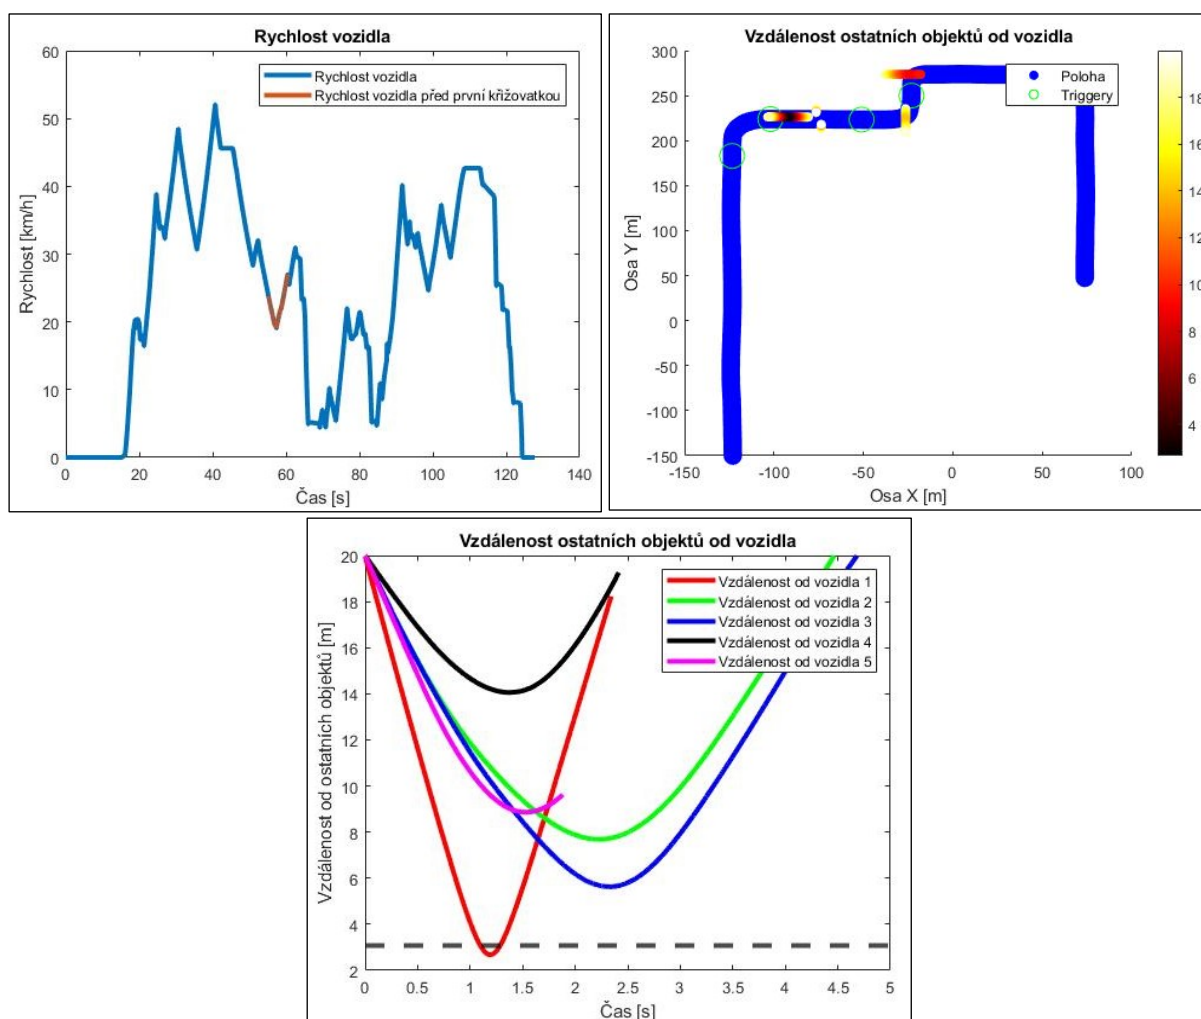 Rychlost vozidla
60
50
40
30
20
10
0
Rychlost [km/h]
Rychlost vozidla
Rychlost vozidla před první křižovatkou
0 20 40 60 80 100 120 140
Čas [s]
Vzdálenost ostatních objektů od vozidla
300
250
200
150
100
50
0
-50
-100
-150
Osa Y [m]
Poloha
Triggery
-150 -100 -50 0 50 100
Osa X [m]
18
16
14
12
10
8
6
4
Vzdálenost ostatních objektů od vozidla
20
18
16
14
12
10
8
6
4
2
Vzdálenost od ostatních objektů [m]
Vzdálenost od vozidla 1
Vzdálenost od vozidla 2
Vzdálenost od vozidla 3
Vzdálenost od vozidla 4
Vzdálenost od vozidla 5
0 0.5 1 1.5 2 2.5 3 3.5 4 4.5 5
Čas [s]